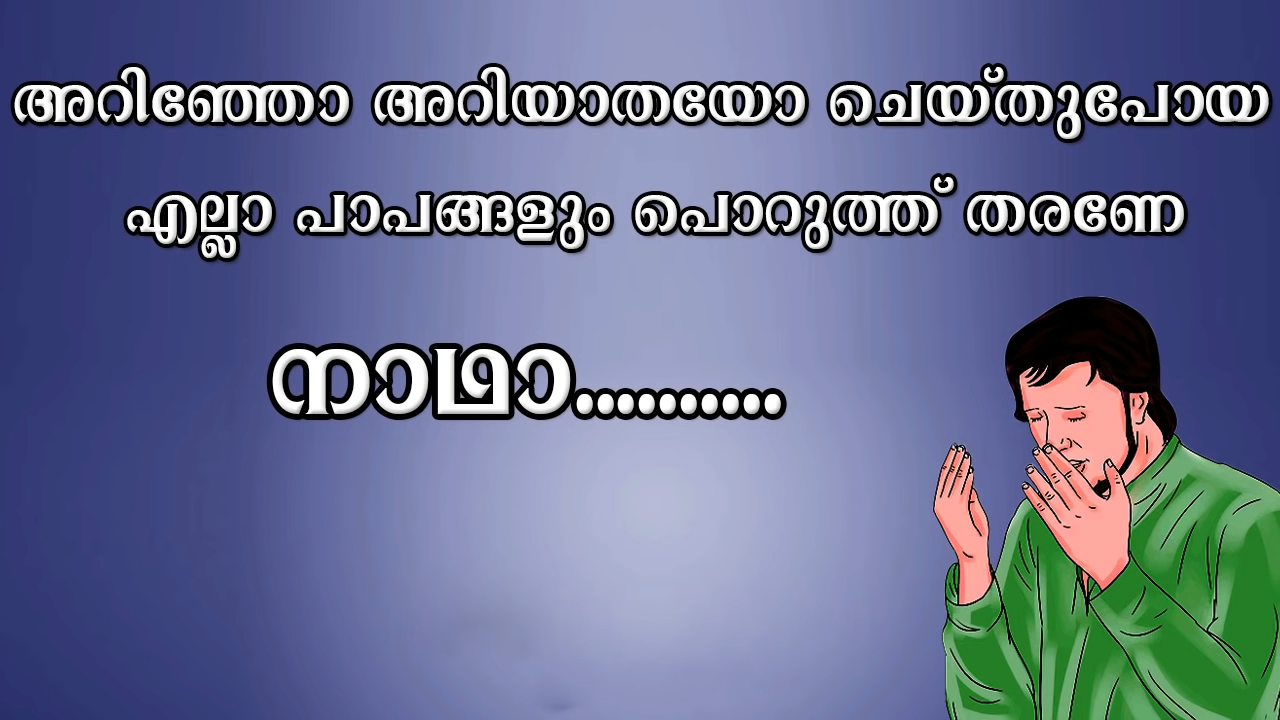 അറിഞ്ഞോ അറിയാതയോ ചെയ്തുപോയ
എല്ലാ പാപങ്ങളും പൊറുത്ത് തരണേ
നാഥാ..........